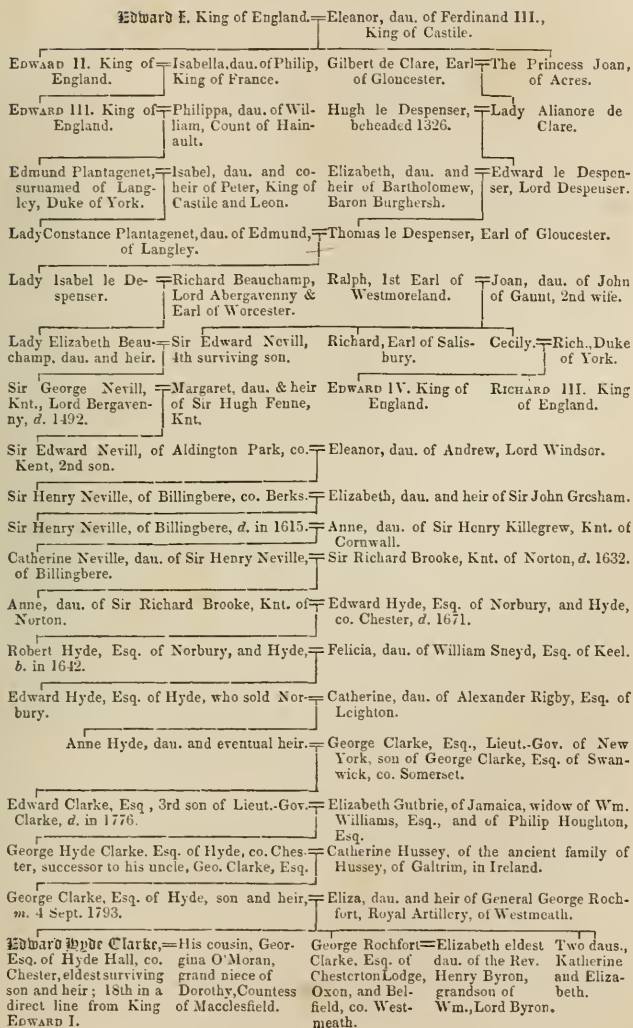 Edward I. King of England.=Eleanor, dau. of Ferdinand III.,
King of Castile.
EDWARD II. King of England.=Isabella, dau. of Philip, King of France.
Gilbert de Clare, Earl of Gloucester.=The Princess Joan, of Acres.
EDWARD III. King of England.=Philippa, dau. of William, Count of Hainault.
Hugh le Despenser, beheaded 1326.=Lady Alianore de Clare.
Edmund Plantagenet, surnamed of Langley, Duke of York.=Isabel, dau. and co-heir of Peter, King of Castile and Leon.
Elizabeth, dau. and heir of Bartholomew, Baron Burghersh.=Edward le Despenser, Lord Despenser.
Lady Constance Plantagenet, dau. of Edmund, of Langley.=Thomas le Despenser, Earl of Gloucester.
Lady Isabel le Despenser.=Richard Beauchamp, Lord Abergavenny & Earl of Worcester.
Ralph, 1st Earl of Westmoreland.=Joan, dau. of John of Gaunt, 2nd wife.
Lady Elizabeth Beauchamp, dau. and heir.=Sir Edward Nevill, 4th surviving son.
Richard, Earl of Salisbury.
Cecily.=Rich., Duke of York.
Sir George Nevill, Knt., Lord Bergavenny, d. 1492.=Margaret, dau. & heir of Sir Hugh Fenne, Knt.
EDWARD IV. King of England.
RICHARD III. King of England.
Sir Edward Nevill, of Aldington Park, co. Kent, 2nd son.=Eleanor, dau. of Andrew, Lord Windsor.
Sir Henry Neville, of Billingbere, co. Berks.=Elizabeth, dau. and heir of Sir John Gresham.
Sir Henry Neville, of Billingbere, d. in 1615.=Anne, dau. of Sir Henry Killegrew, Knt. of Cornwall.
Catherine Neville, dau. of Sir Henry Neville, of Billingbere.=Sir Richard Brooke, Knt. of Norton, d. 1632.
Anne, dau. of Sir Richard Brooke, Knt. of Norton.=Edward Hyde, Esq. of Norbury, and Hyde, co. Chester, d. 1671.
Robert Hyde, Esq. of Norbury, and Hyde, b. in 1642.=Felicia, dau. of William Sneyd, Esq. of Keel.
Edward Hyde, Esq. of Hyde, who sold Norbury.=Catherine, dau. of Alexander Rigby, Esq. of Leighton.
Anne Hyde, dau. and eventual heir.=George Clarke, Esq., Lieut.-Gov. of New York, son of George Clarke, Esq. of Swanwick, co. Somerset.
Edward Clarke, Esq, 3rd son of Lieut.-Gov. Clarke, d. in 1776.=Elizabeth Guthrie, of Jamaica, widow of Wm. Williams, Esq., and of Philip Houghton, Esq.
George Hyde Clarke. Esq. of Hyde, co. Chester, successor to his uncle, Geo. Clarke, Esq.=Catherine Hussey, of the ancient family of Hussey, of Galtrim, in Ireland.
George Clarke, Esq. of Hyde, son and heir, m. 4 Sept. 1793.=Eliza, dau. and heir of General George Rochfort, Royal Artillery, of Westmeath.
Edward Hyde Clarke, Esq. of Hyde Hall, co. Chester, eldest surviving son and heir; 18th in a direct line from King EDWARD I.=His cousin, Georgina O'Moran, grand niece of Dorothy, Countess of Macclesfield.
George Rochfort Clarke, Esq. of Chesterton Lodge, Oxon, and Belfield, co. Westmeath.=Elizabeth eldest dau. of the Rev. Henry Byron, grandson of Wm., Lord Byron.
Two daus., Katherine and Elizabeth.